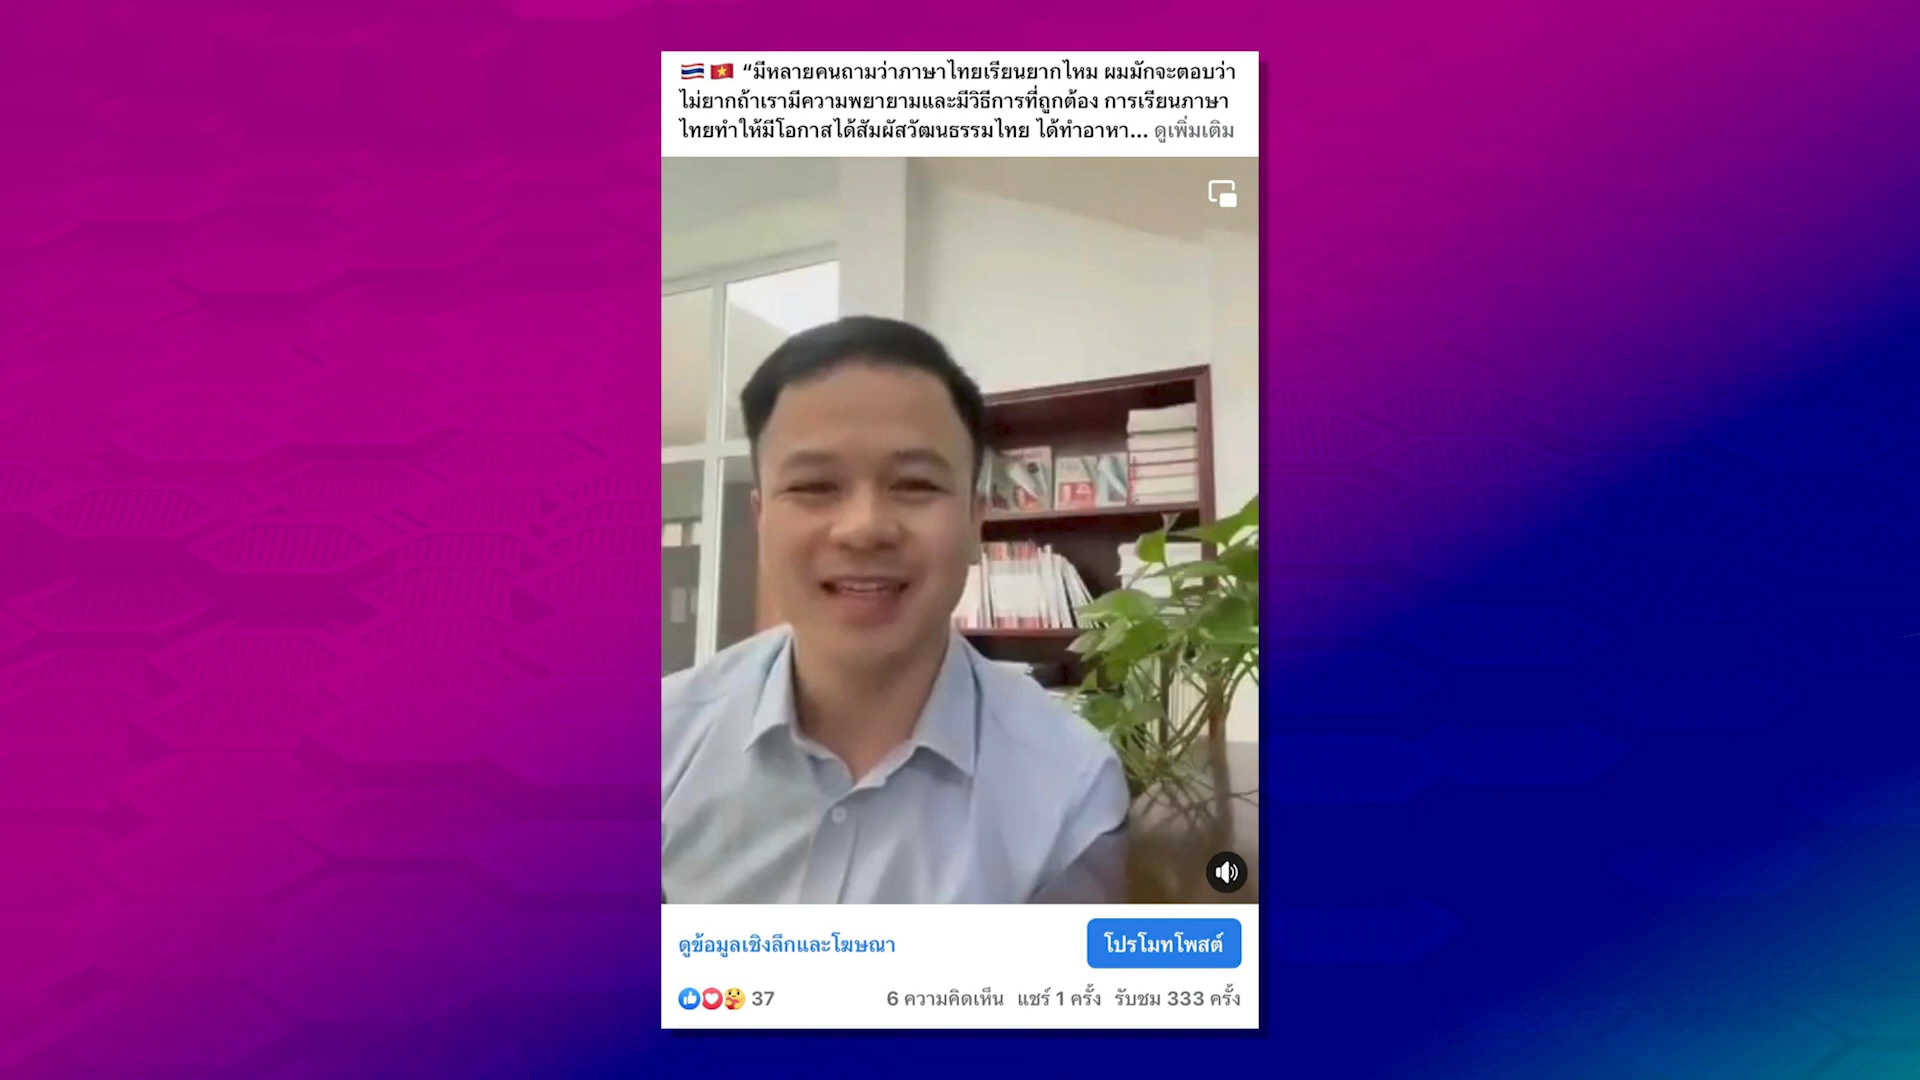 🇹🇭 🇻🇳 “มีหลายคนถามว่าภาษาไทยเรียนยากไหม ผมมักจะตอบว่า
ไม่ยากถ้าเรามีความพยายามและมีวิธีการที่ถูกต้อง การเรียนภาษา
ไทยทำให้มีโอกาสได้สัมผัสวัฒนธรรมไทย ได้ทำอาหา... ดูเพิ่มเติม
ดูข้อมูลเชิงลึกและโฆษณา
โปรโมทโพสต์
37
6 ความคิดเห็น แชร์ 1 ครั้ง รับชม 333 ครั้ง